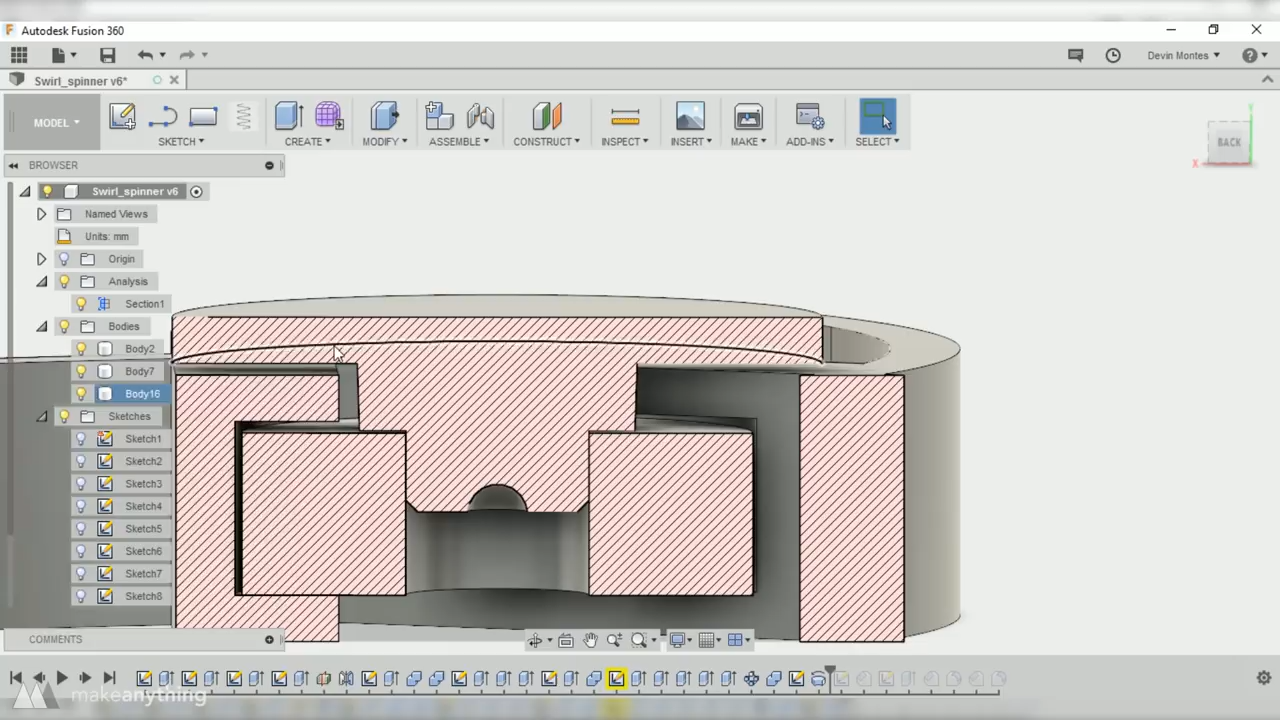 Autodesk Fusion 360
Swirl_spinner v6*
Devin Montes
MODEL
SKETCH
CREATE
MODIFY
ASSEMBLE
CONSTRUCT
INSPECT
INSERT
MAKE
ADD-INS
SELECT
BROWSER
BACK
X
Swirl_spinner v6
Named Views
Units: mm
Origin
Analysis
Section1
Bodies
Body2
Body7
Body16
Sketches
Sketch1
Sketch2
Sketch3
Sketch4
Sketch5
Sketch6
Sketch7
Sketch8
COMMENTS
makeanything